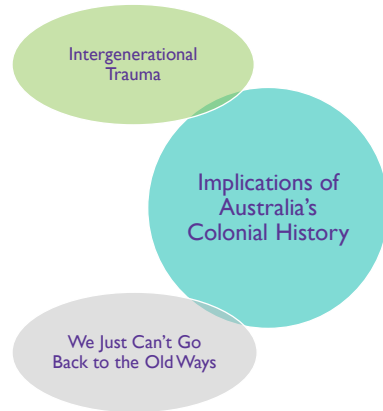 Intergenerational
Trauma
Implications of
Australia's
Colonial History
We Just Can't Go
Back to the Old Ways